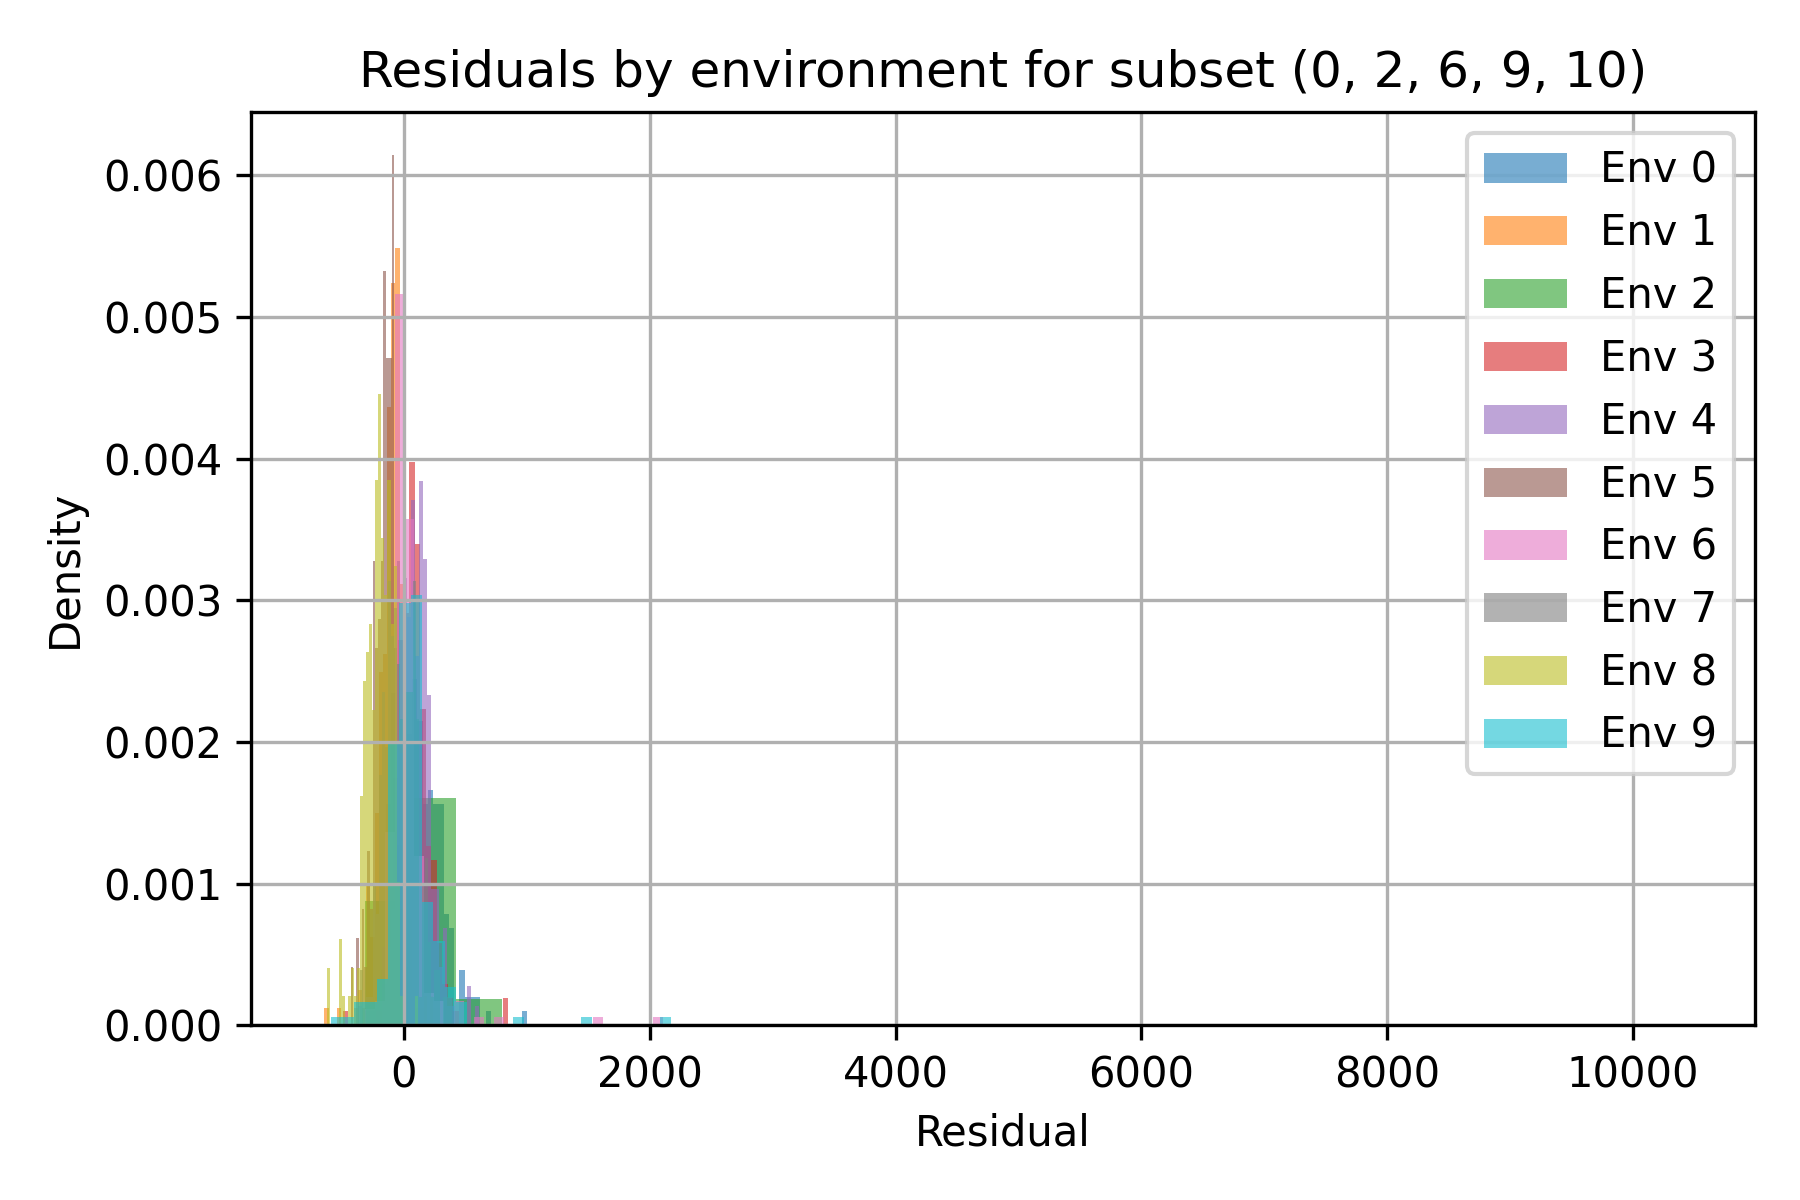 Residuals by environment for subset (0, 2, 6, 9, 10)
0.006
0.005
0.004
0.003
0.002
0.001
0.000
Density
0
2000
4000
6000
8000
10000
Residual
Env 0
Env 1
Env 2
Env 3
Env 4
Env 5
Env 6
Env 7
Env 8
Env 9